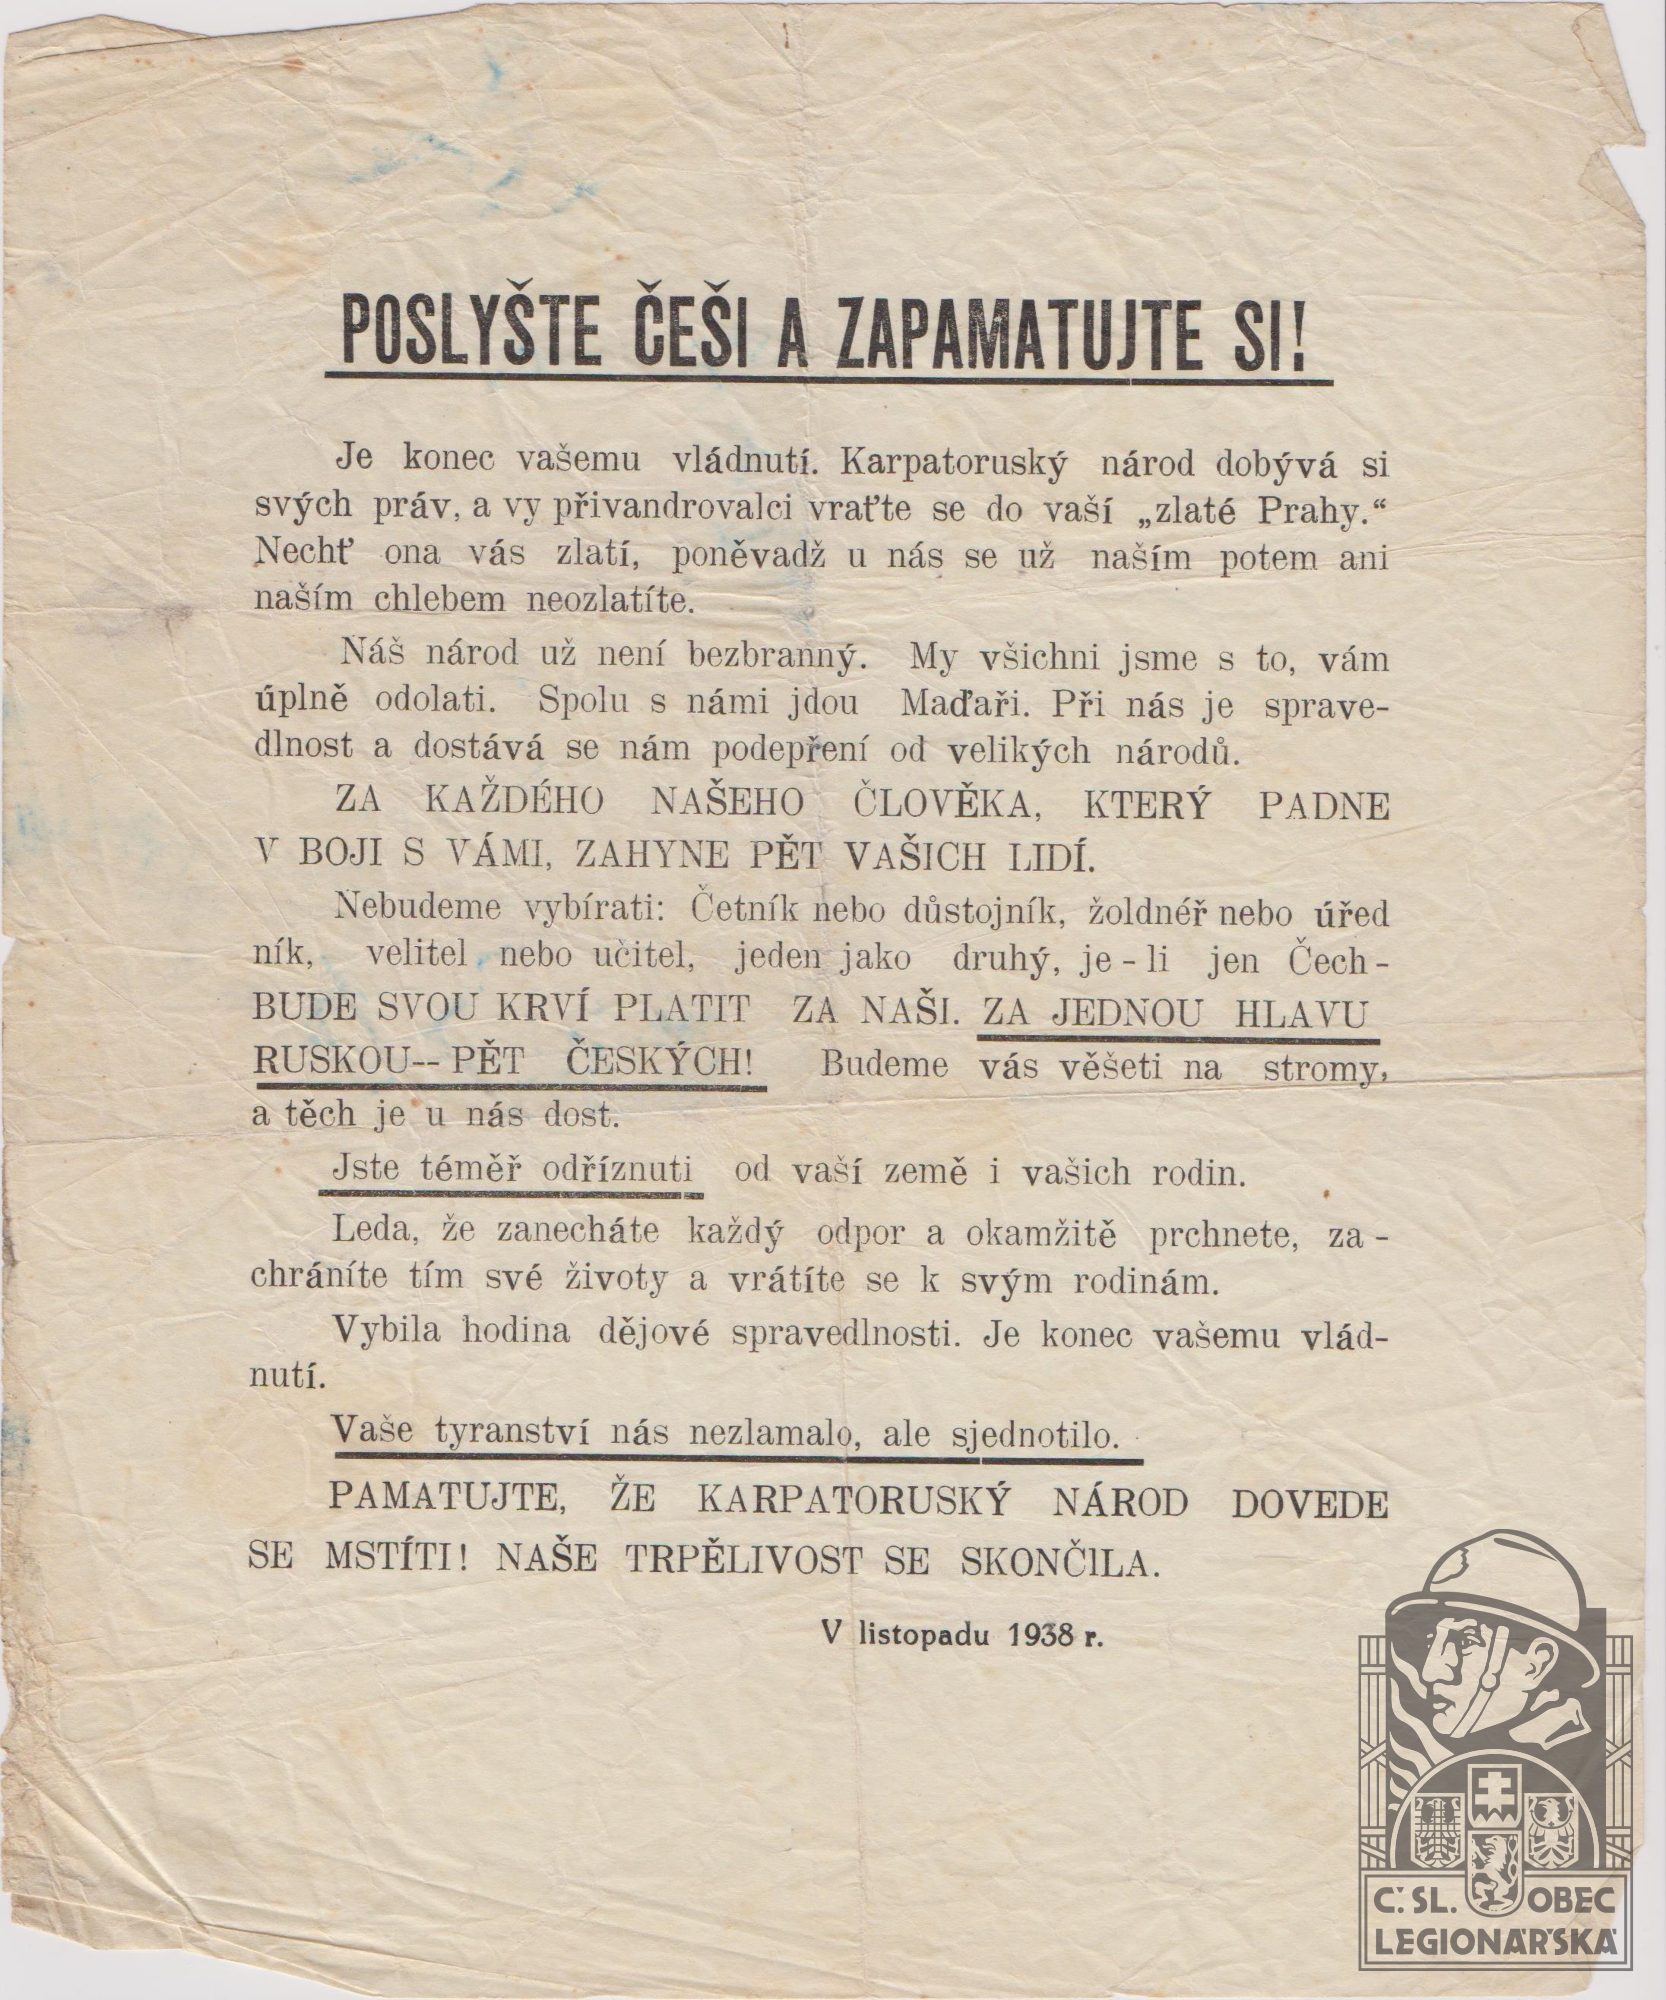 POSLYŠTE ČEŠI A ZAPAMATUJTE SI!
Je konec vašemu vládnutí. Karpatoruský národ dobývá si
svých práv, a vy přivandrovalci vraťte se do vaší „zlaté Prahy.“
Nechť ona vás zlatí, poněvadž u nás se už naším potem ani
naším chlebem neozlatíte.
Náš národ už není bezbranný. My všichni jsme s to, vám
úplně odolati. Spolu s námi jdou Maďaři. Při nás je sprave-
dlnost a dostává se nám podepření od velikých národů.
ZA KAŽDÉHO NAŠEHO ČLOVĚKA, KTERÝ PADNE
V BOJI S VÁMI, ZAHYNE PĚT VAŠICH LIDÍ.
Nebudeme vybírati: Četník nebo důstojník, žoldnéř nebo úřed
ník, velitel nebo učitel, jeden jako druhý, je-li jen Čech-
BUDE SVOU KRVÍ PLATIT ZA NAŠI. ZA JEDNOU HLAVU
RUSKOU-- PĚT ČESKÝCH! Budeme vás věšeti na stromy,
a těch je u nás dost.
Jste téměř odříznuti od vaší země i vašich rodin.
Leda, že zanecháte každý odpor a okamžitě prchnete, za-
chráníte tím své životy a vrátíte se k svým rodinám.
Vybila hodina dějové spravedlnosti. Je konec vašemu vlád-
nutí.
Vaše tyranství nás nezlamalo, ale sjednotilo.
PAMATUJTE, ŽE KARPATORUSKÝ NÁROD DOVEDE
SE MSTÍTI! NAŠE TRPĚLIVOST SE SKONČILA.
V listopadu 1938 r.
Č. SL. OBEC
LEGIONÁŘSKÁ